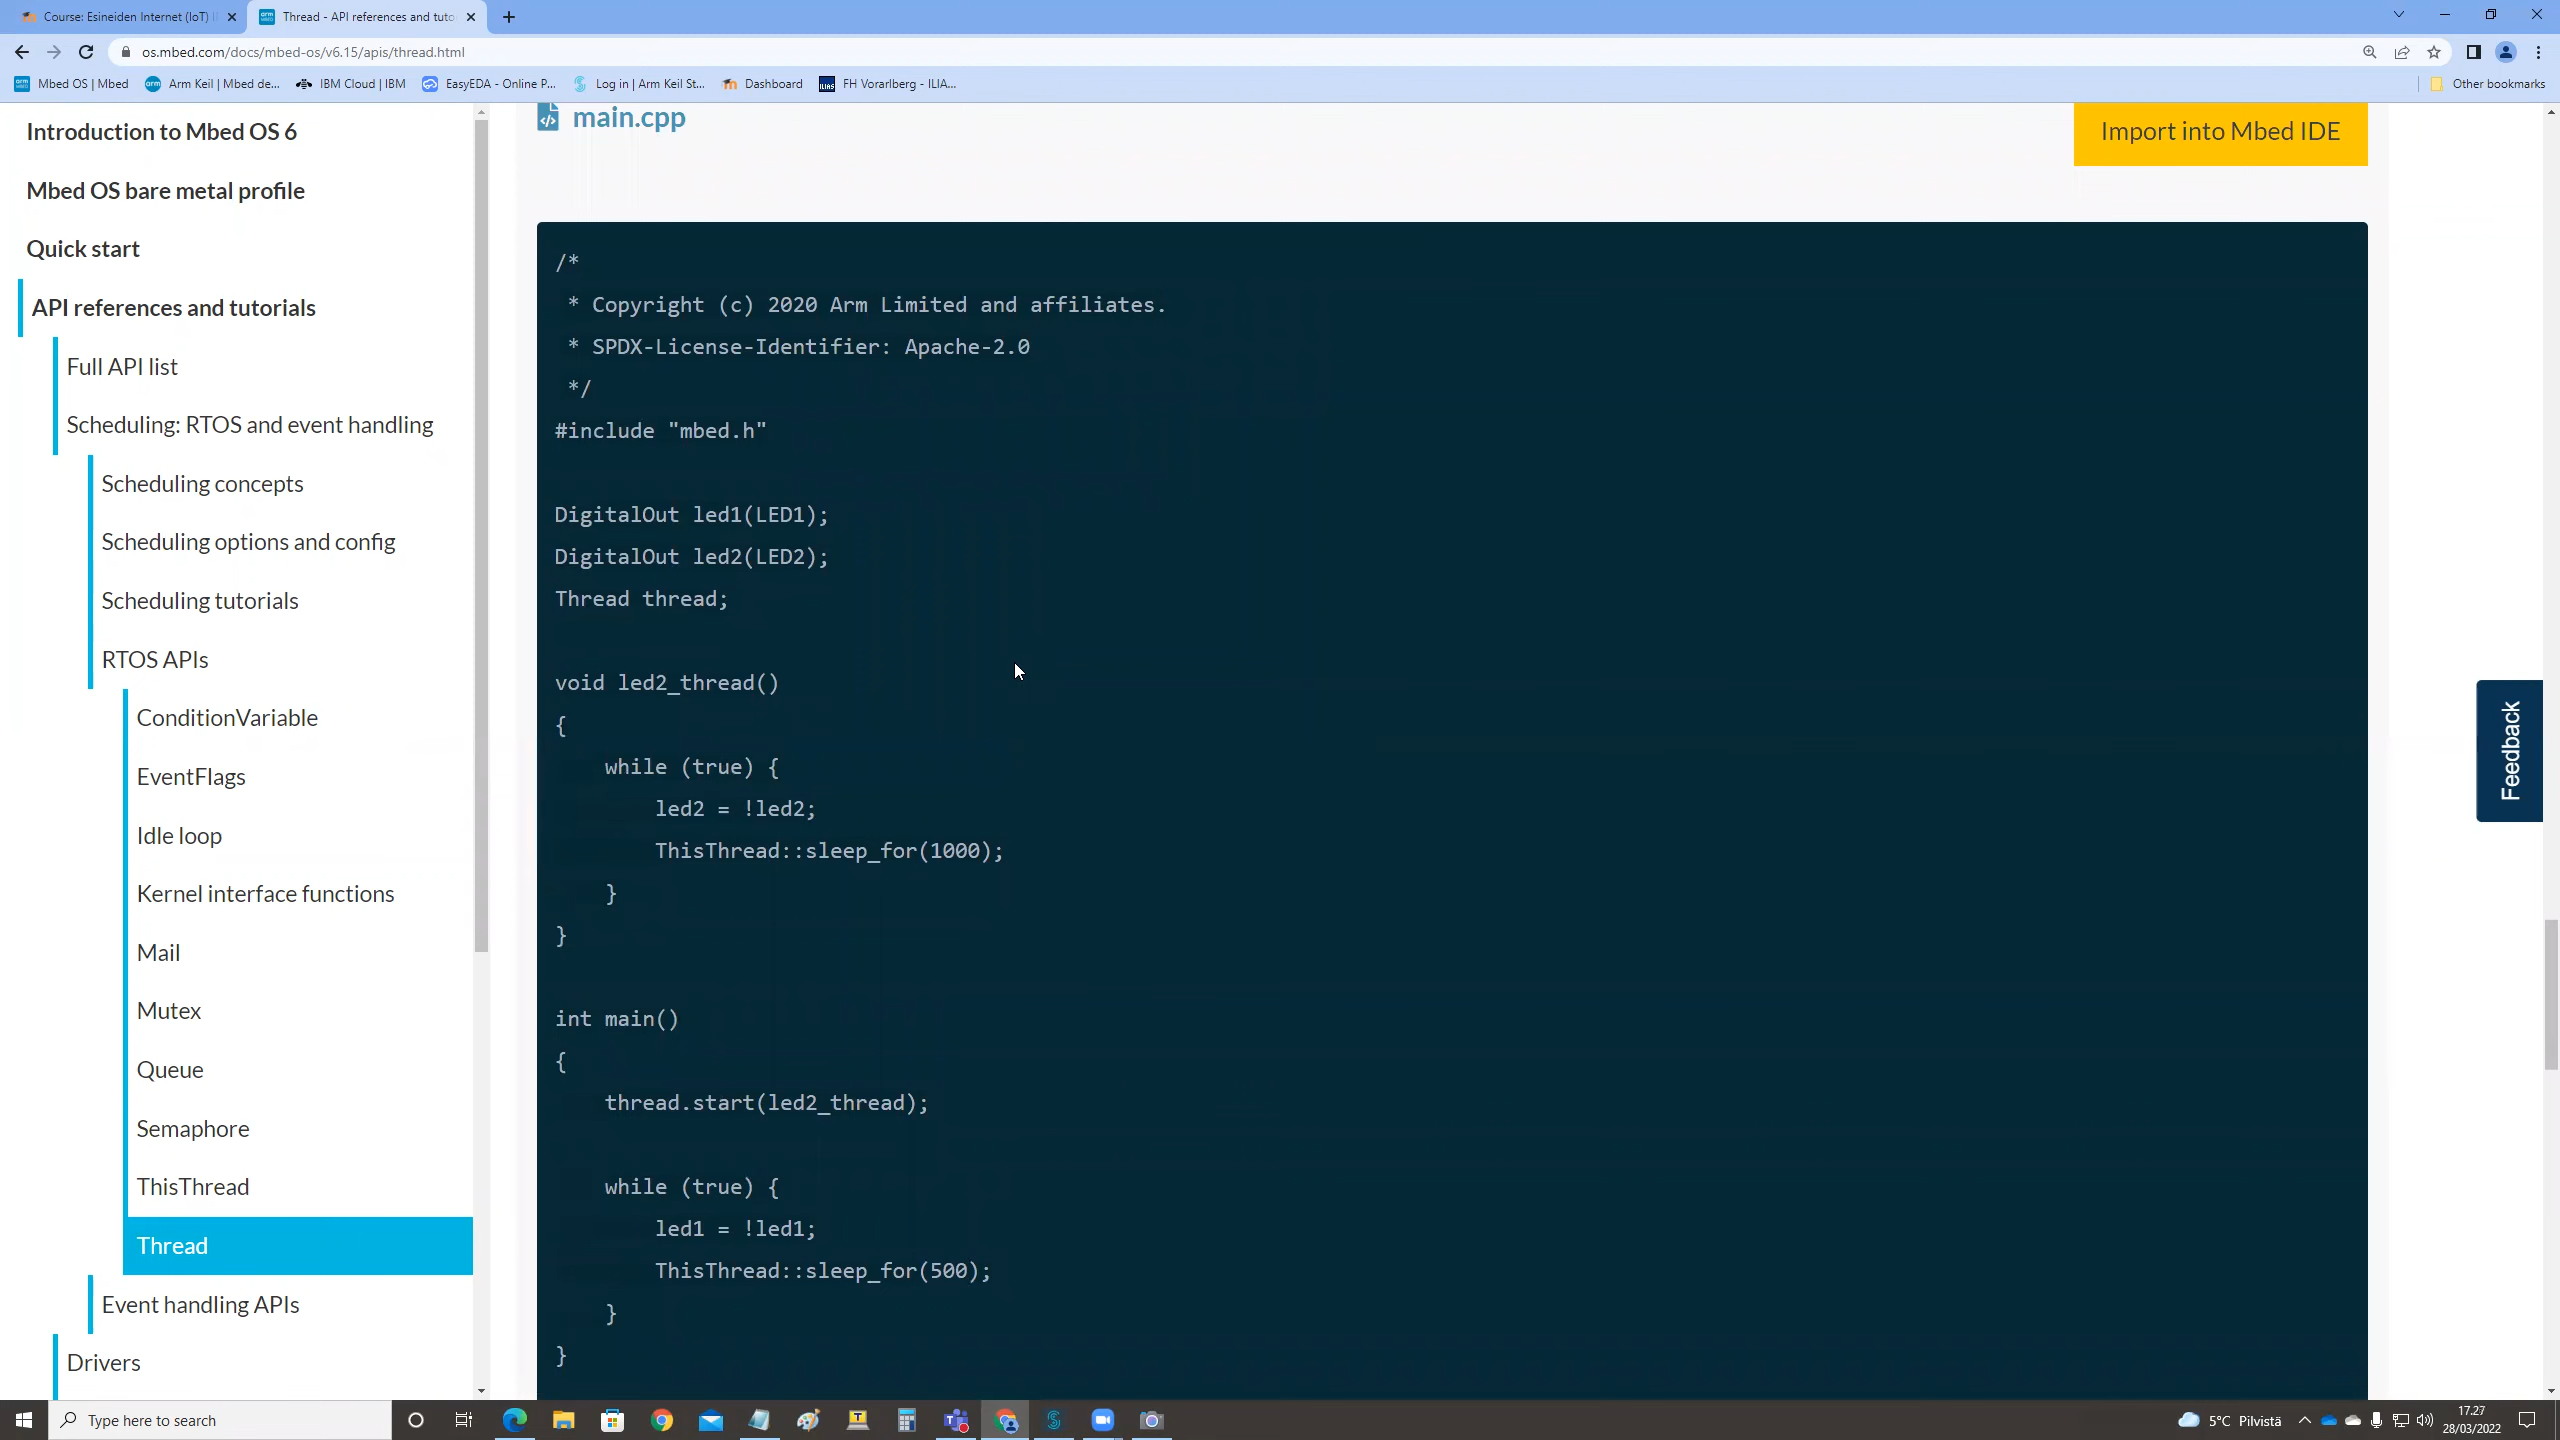 Course: Esineiden Internet (IoT) I
Thread - API references and tuto
os.mbed.com/docs/mbed-os/v6.15/apis/thread.html
Mbed OS | Mbed
Arm Keil | Mbed de...
IBM Cloud | IBM
EasyEDA - Online P...
Log in | Arm Keil St...
Dashboard
FH Vorarlberg - ILIA...
Other bookmarks
Introduction to Mbed OS 6
Mbed OS bare metal profile
Quick start
API references and tutorials
Full API list
Scheduling: RTOS and event handling
Scheduling concepts
Scheduling options and config
Scheduling tutorials
RTOS APIs
ConditionVariable
EventFlags
Idle loop
Kernel interface functions
Mail
Mutex
Queue
Semaphore
ThisThread
Thread
Event handling APIs
Drivers
main.cpp
Import into Mbed IDE
/*
 * Copyright (c) 2020 Arm Limited and affiliates.
 * SPDX-License-Identifier: Apache-2.0
 */
#include "mbed.h"
DigitalOut led1(LED1);
DigitalOut led2(LED2);
Thread thread;
void led2_thread()
{
    while (true) {
        led2 = !led2;
        ThisThread::sleep_for(1000);
    }
}
int main()
{
    thread.start(led2_thread);
    while (true) {
        led1 = !led1;
        ThisThread::sleep_for(500);
    }
}
Feedback
Type here to search
5°C Pilvistä
17.27
28/03/2022